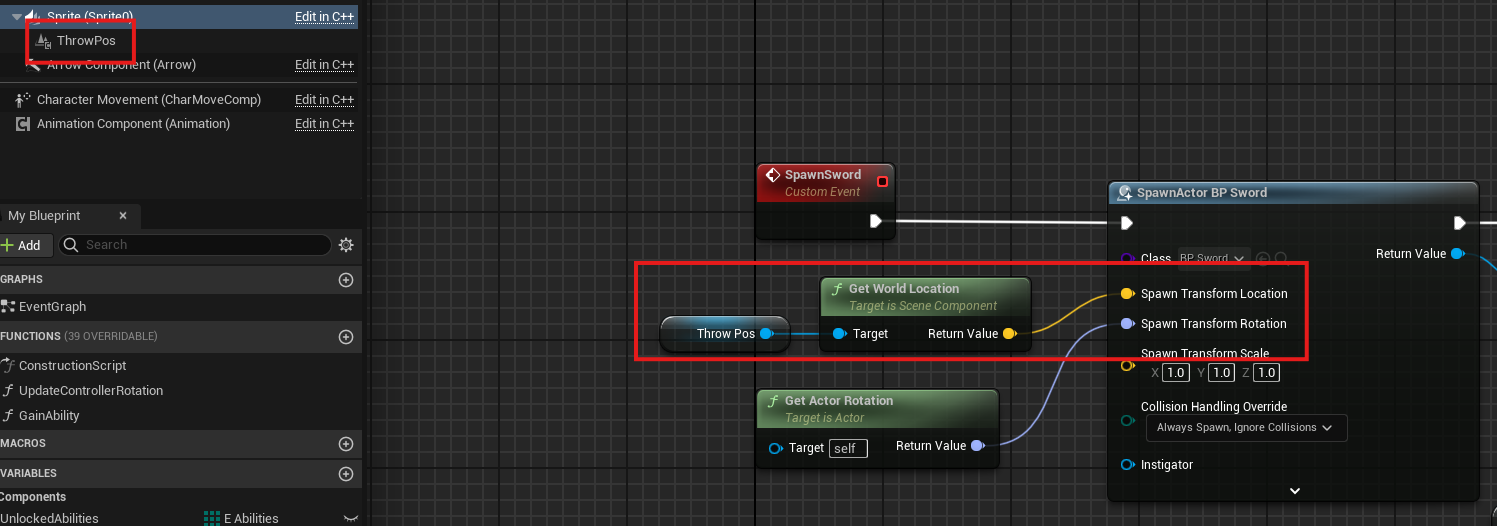 Sprite (Sprite0) Edit in C++
ThrowPos
Arrow Component (Arrow) Edit in C++
Character Movement (CharMoveComp) Edit in C++
Animation Component (Animation) Edit in C++
My Blueprint ×
+ Add Search
GRAPHS
EventGraph
FUNCTIONS (39 OVERRIDABLE)
ConstructionScript
UpdateControllerRotation
GainAbility
MACROS
VARIABLES
Components
UnlockedAbilities E Abilities
SpawnSword
Custom Event
Throw Pos
Get World Location
Target is Scene Component
Target Return Value
Get Actor Rotation
Target is Actor
Target self Return Value
SpawnActor BP Sword
Class BP Sword Return Value
Spawn Transform Location
Spawn Transform Rotation
Spawn Transform Scale
X 1.0 Y 1.0 Z 1.0
Collision Handling Override
Always Spawn, Ignore Collisions
Instigator